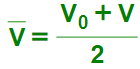 V̅ = (V₀ + V) / 2